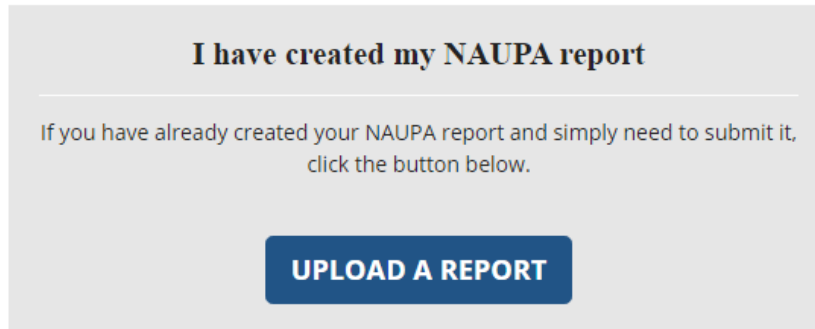 I have created my NAUPA report
If you have already created your NAUPA report and simply need to submit it,
click the button below.
UPLOAD A REPORT